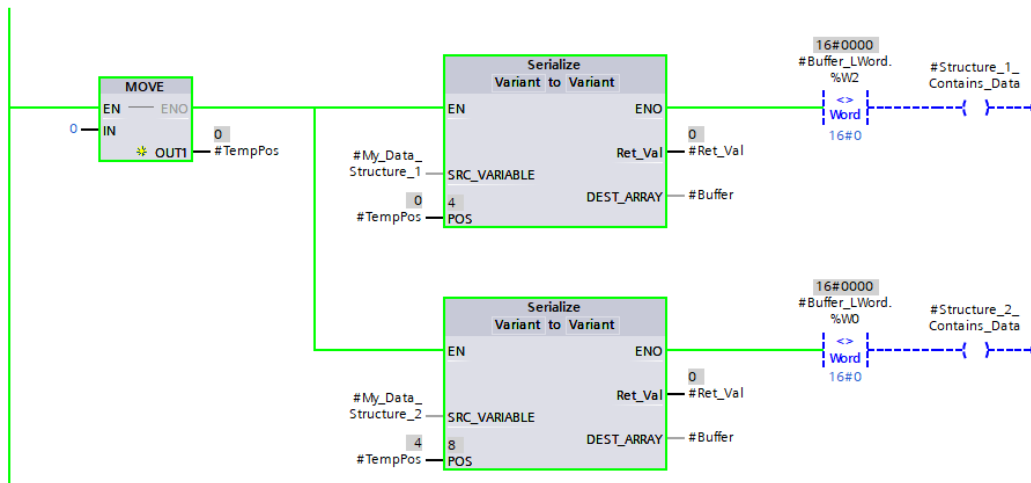 MOVE
EN
ENO
0
IN
OUT1
0
#TempPos
Serialize
Variant to Variant
EN
ENO
#My_Data_
Structure_1
SRC_VARIABLE
0
#TempPos
4
POS
0
Ret_Val
#Ret_Val
DEST_ARRAY
#Buffer
16#0000
#Buffer_LWord.
%W2
<>
Word
16#0
#Structure_1_
Contains_Data
Serialize
Variant to Variant
EN
ENO
#My_Data_
Structure_2
SRC_VARIABLE
4
#TempPos
8
POS
0
Ret_Val
#Ret_Val
DEST_ARRAY
#Buffer
16#0000
#Buffer_LWord.
%W0
<>
Word
16#0
#Structure_2_
Contains_Data